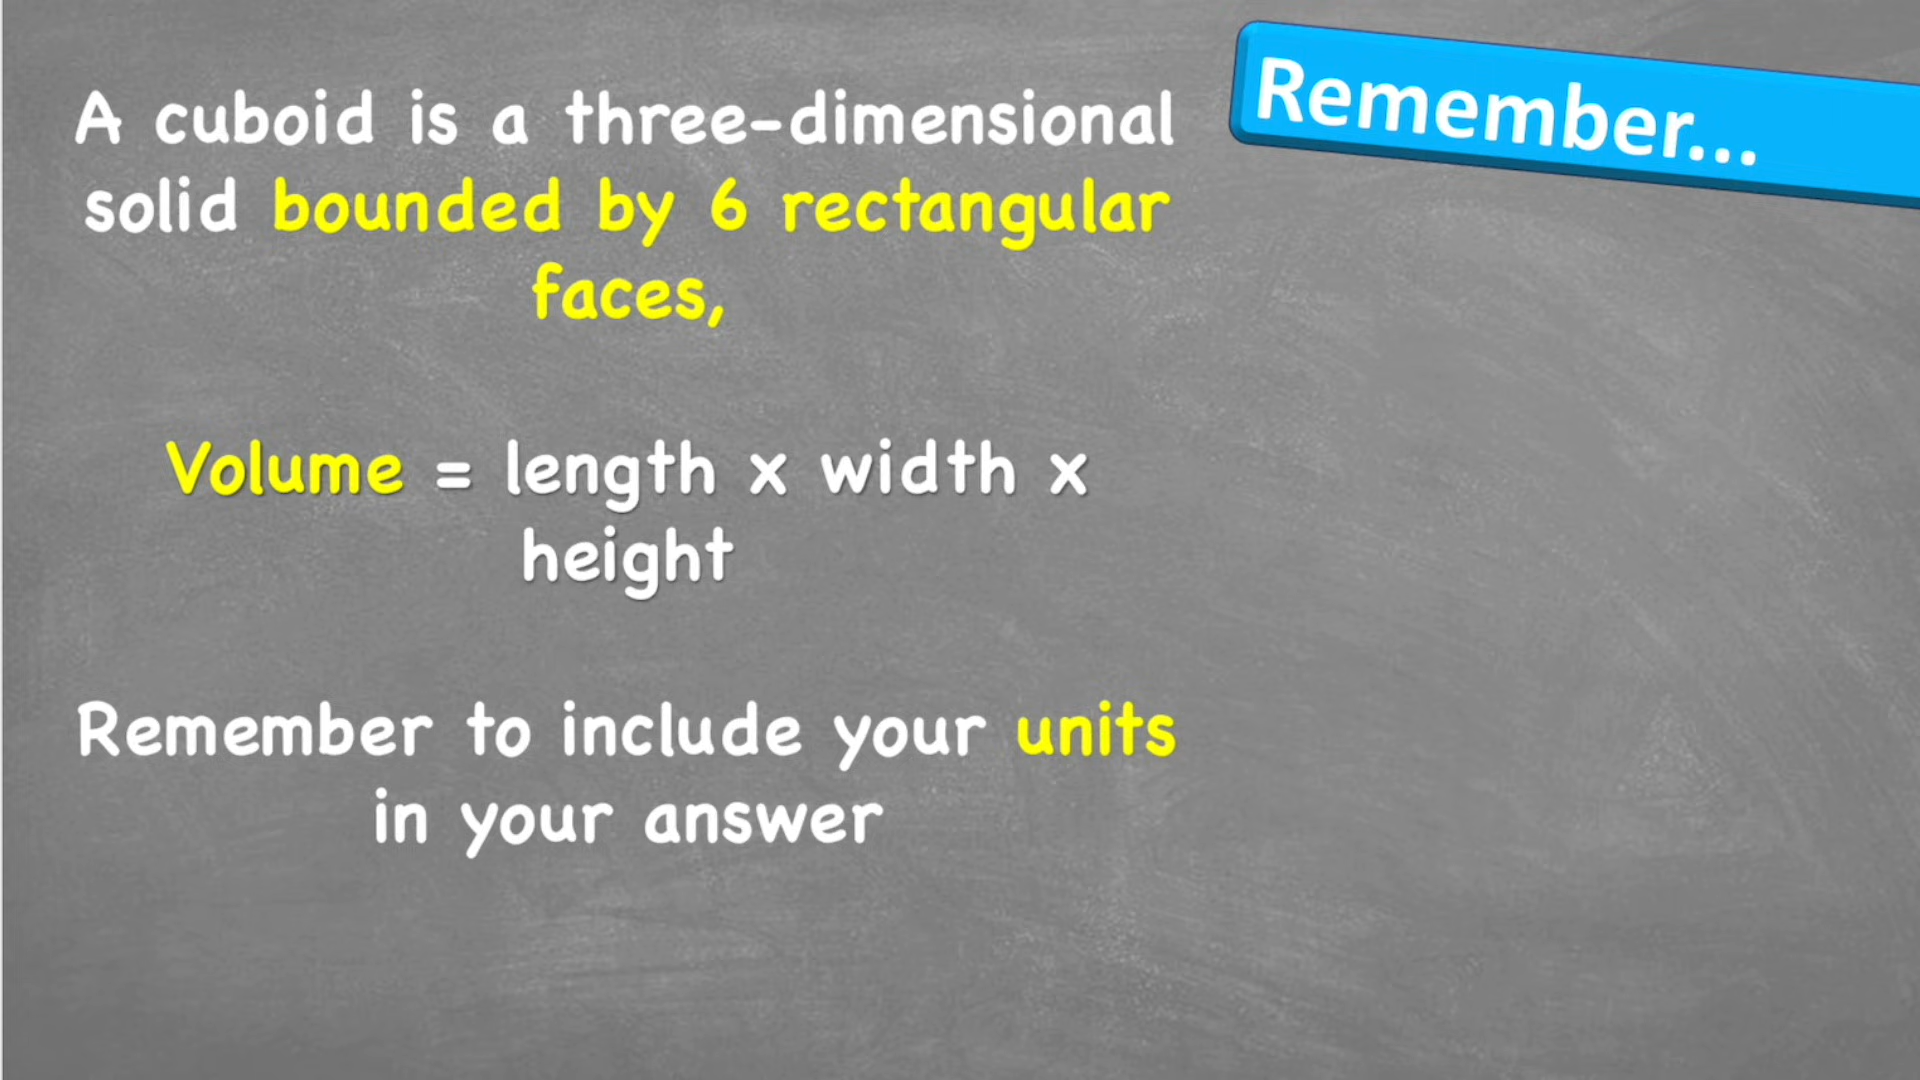 Remember...
A cuboid is a three-dimensional
solid bounded by 6 rectangular
faces,
Volume = length x width x
height
Remember to include your units
in your answer